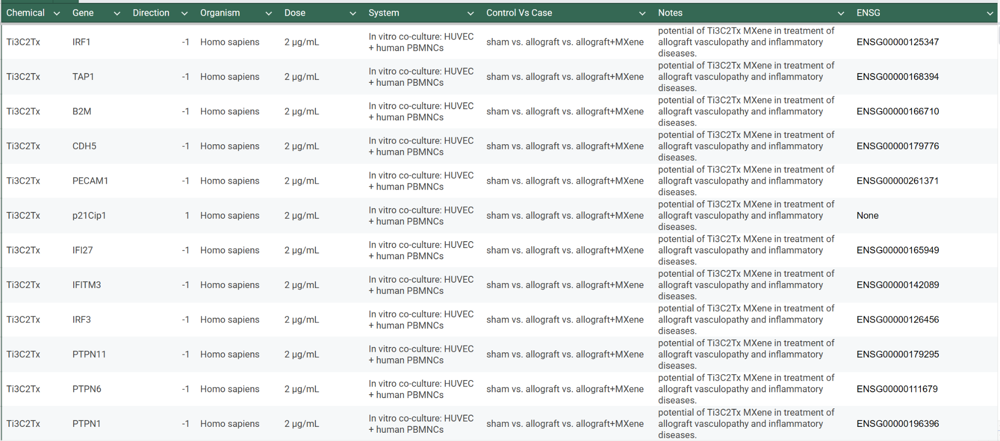 Chemical Gene Direction Organism Dose System Control Vs Case Notes ENSG
Ti3C2Tx IRF1 -1 Homo sapiens 2 µg/mL In vitro co-culture: HUVEC + human PBMNCs sham vs. allograft vs. allograft+MXene potential of Ti3C2Tx MXene in treatment of allograft vasculopathy and inflammatory diseases. ENSG00000125347
Ti3C2Tx TAP1 -1 Homo sapiens 2 µg/mL In vitro co-culture: HUVEC + human PBMNCs sham vs. allograft vs. allograft+MXene potential of Ti3C2Tx MXene in treatment of allograft vasculopathy and inflammatory diseases. ENSG00000168394
Ti3C2Tx B2M -1 Homo sapiens 2 µg/mL In vitro co-culture: HUVEC + human PBMNCs sham vs. allograft vs. allograft+MXene potential of Ti3C2Tx MXene in treatment of allograft vasculopathy and inflammatory diseases. ENSG00000166710
Ti3C2Tx CDH5 -1 Homo sapiens 2 µg/mL In vitro co-culture: HUVEC + human PBMNCs sham vs. allograft vs. allograft+MXene potential of Ti3C2Tx MXene in treatment of allograft vasculopathy and inflammatory diseases. ENSG00000179776
Ti3C2Tx PECAM1 -1 Homo sapiens 2 µg/mL In vitro co-culture: HUVEC + human PBMNCs sham vs. allograft vs. allograft+MXene potential of Ti3C2Tx MXene in treatment of allograft vasculopathy and inflammatory diseases. ENSG00000261371
Ti3C2Tx p21Cip1 1 Homo sapiens 2 µg/mL In vitro co-culture: HUVEC + human PBMNCs sham vs. allograft vs. allograft+MXene potential of Ti3C2Tx MXene in treatment of allograft vasculopathy and inflammatory diseases. None
Ti3C2Tx IFI27 -1 Homo sapiens 2 µg/mL In vitro co-culture: HUVEC + human PBMNCs sham vs. allograft vs. allograft+MXene potential of Ti3C2Tx MXene in treatment of allograft vasculopathy and inflammatory diseases. ENSG00000165949
Ti3C2Tx IFITM3 -1 Homo sapiens 2 µg/mL In vitro co-culture: HUVEC + human PBMNCs sham vs. allograft vs. allograft+MXene potential of Ti3C2Tx MXene in treatment of allograft vasculopathy and inflammatory diseases. ENSG00000142089
Ti3C2Tx IRF3 -1 Homo sapiens 2 µg/mL In vitro co-culture: HUVEC + human PBMNCs sham vs. allograft vs. allograft+MXene potential of Ti3C2Tx MXene in treatment of allograft vasculopathy and inflammatory diseases. ENSG00000126456
Ti3C2Tx PTPN11 -1 Homo sapiens 2 µg/mL In vitro co-culture: HUVEC + human PBMNCs sham vs. allograft vs. allograft+MXene potential of Ti3C2Tx MXene in treatment of allograft vasculopathy and inflammatory diseases. ENSG00000179295
Ti3C2Tx PTPN6 -1 Homo sapiens 2 µg/mL In vitro co-culture: HUVEC + human PBMNCs sham vs. allograft vs. allograft+MXene potential of Ti3C2Tx MXene in treatment of allograft vasculopathy and inflammatory diseases. ENSG00000111679
Ti3C2Tx PTPN1 -1 Homo sapiens 2 µg/mL In vitro co-culture: HUVEC + human PBMNCs sham vs. allograft vs. allograft+MXene potential of Ti3C2Tx MXene in treatment of allograft vasculopathy and inflammatory diseases. ENSG00000196396